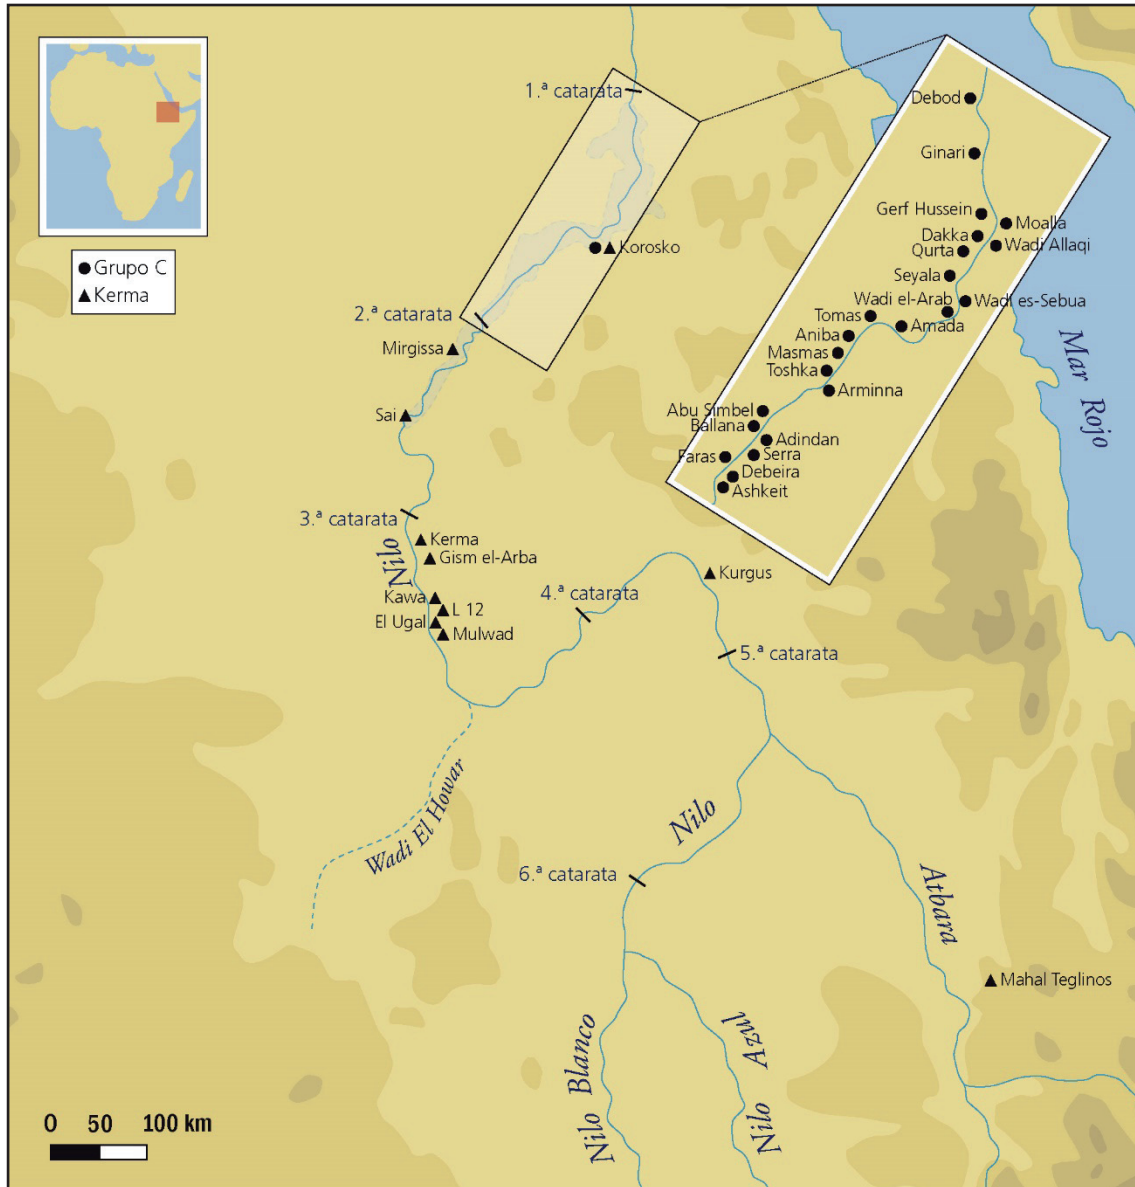 1.ª catarata
Debod
Ginari
Gerf Hussein
Moalla
Dakka
Wadi Allaqi
Qurta
Korosko
Grupo C
Kerma
Seyala
Wadi el-Arab
Wadi es-Sebua
2.ª catarata
Tomas
Amada
Aniba
Mirgissa
Masmas
Toshka
Arminna
Mar Rojo
Sai
Abu Simbel
Ballana
Adindan
Faras
Serra
Debeira
Ashkeit
3.ª catarata
Nilo
Kerma
Gism el-Arba
Kurgus
Kawa
L 12
4.ª catarata
El Ugal
Mulwad
5.ª catarata
Wadi El Howar
Nilo
6.ª catarata
Atbara
Mahal Teglinos
Nilo Blanco
Nilo Azul
0 50 100 km